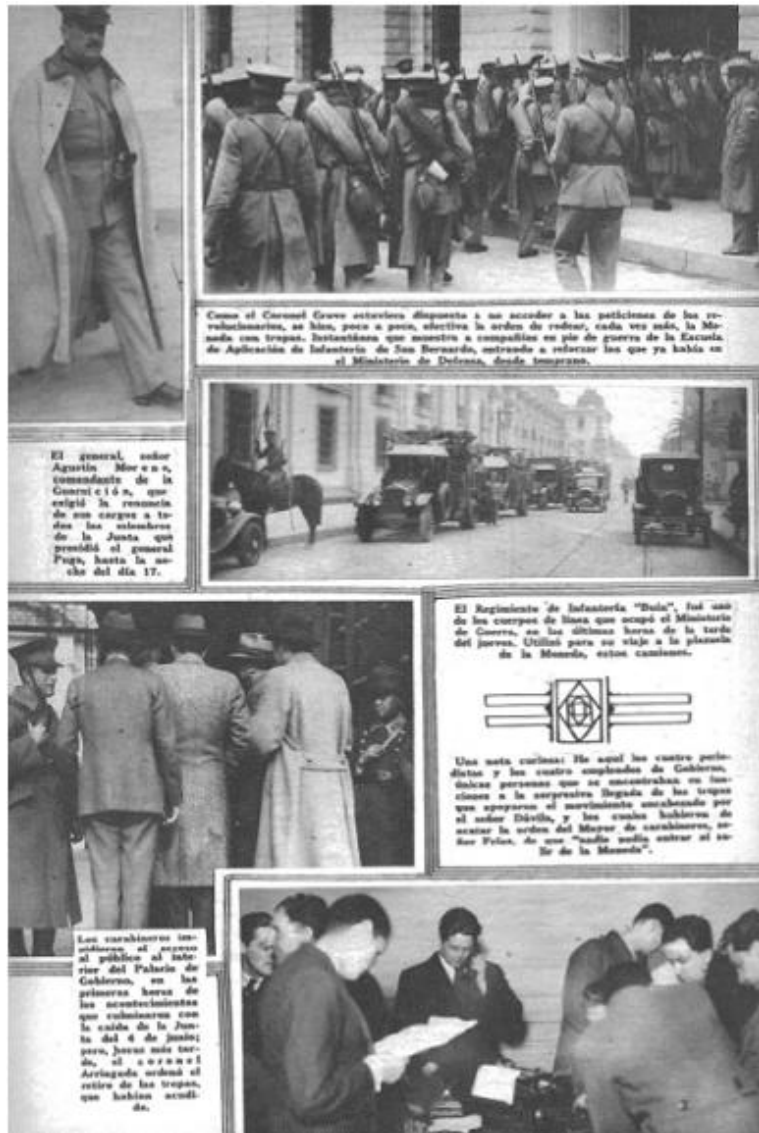 Como el Coronel Grove estuviera dispuesto a no acceder a las peticiones de los re-
volucionarios, se hizo, poco a poco, efectiva la orden de rodear, cada vez más, la Mo-
neda con tropas. Instantánea que muestra a compañías en pie de guerra de la Escuela
de Aplicación de Infantería de San Bernardo, entrando a reforzar las que ya había en
el Ministerio de Defensa, desde temprano.
El general, señor
Agustín Moreno,
comandante de la
Guarnición, que
exigió la renuncia
de sus cargos a to-
dos los miembros
de la Junta que
presidió el general
Puga, hasta la no-
che del día 17.
El Regimiento de Infantería "Buin", fué uno
de los cuerpos de línea que ocupó el Ministerio
de Guerra, en las últimas horas de la tarde
del jueves. Utilizó para su viaje a la plazuela
de la Moneda, estos camiones.
Una nota curiosa: He aquí los cuatro perio-
distas y los cuatro empleados de Gobierno,
únicas personas que se encontraban en fun-
ciones a la sorpresiva llegada de las tropas
que apoyaron el movimiento encabezado por
el señor Dávila, y los cuales hubieron de
acatar la orden del Mayor de carabineros, se-
ñor Frías, de que "nadie podía entrar ni sa-
lir de la Moneda".
Los carabineros im-
pidieron el acceso
al público al inte-
rior del Palacio de
Gobierno, en las
primeras horas de
los acontecimientos
que culminaron con
la caída de la Jun-
ta del 4 de junio;
pero, horas más tar-
de, el coronel
Arriagada ordenó el
retiro de las tropas,
que habían acudi-
do.